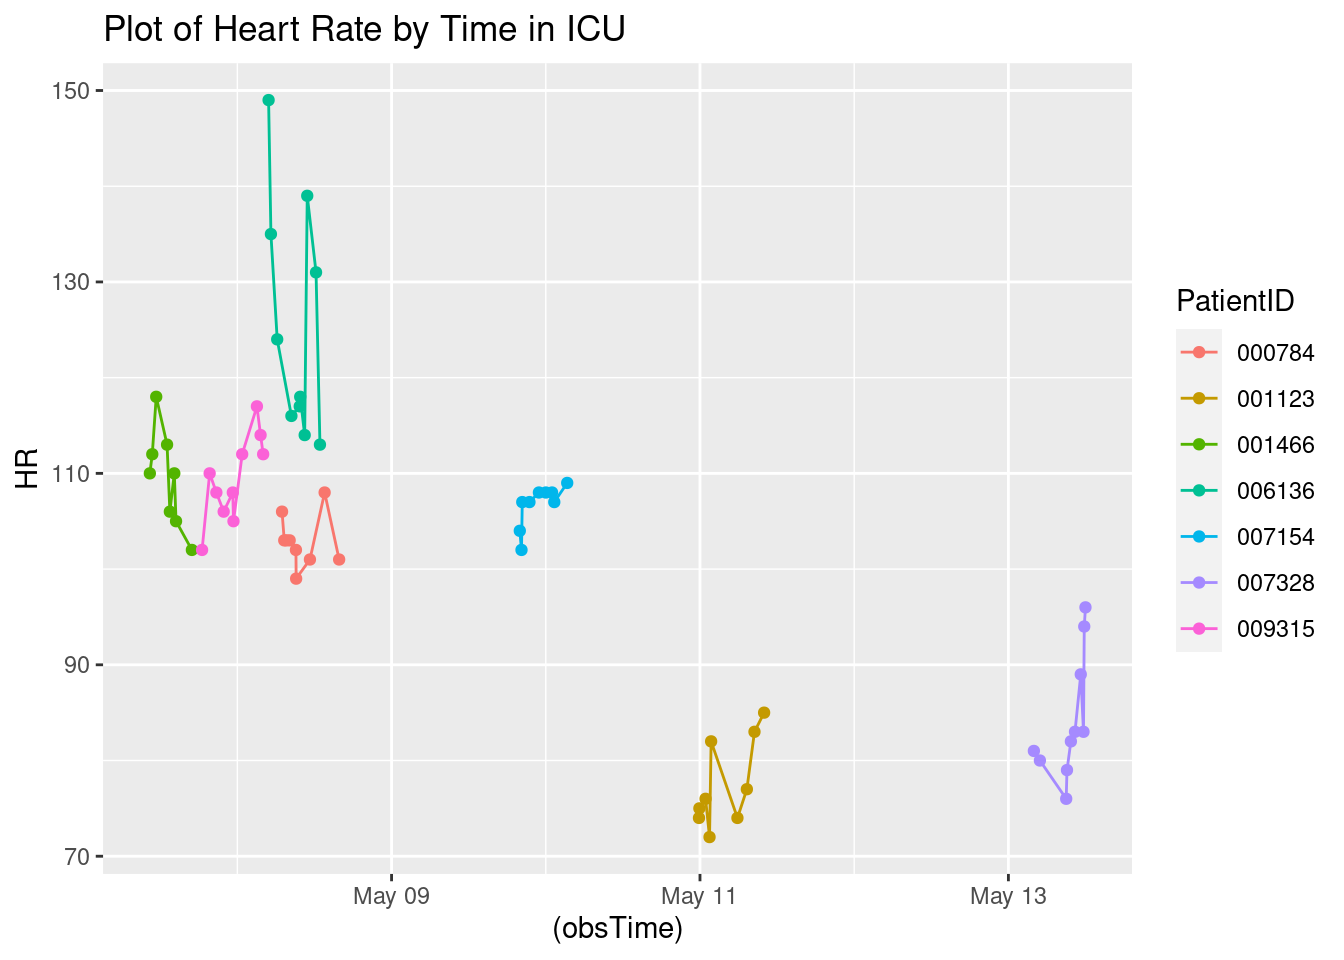 Plot of Heart Rate by Time in ICU
150
130
110
90
70
HR
May 09
May 11
May 13
(obsTime)
PatientID
000784
001123
001466
006136
007154
007328
009315